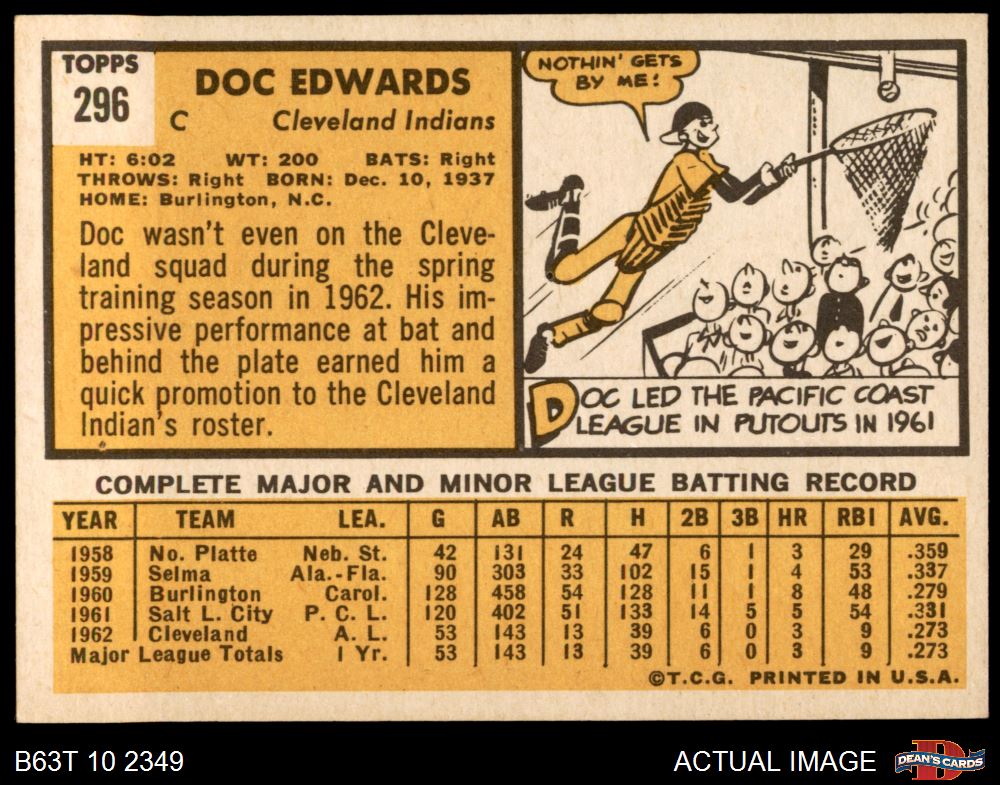 TOPPS
296
DOC EDWARDS
C Cleveland Indians
HT: 6:02 WT: 200 BATS: Right
THROWS: Right BORN: Dec. 10, 1937
HOME: Burlington, N.C.
Doc wasn't even on the Cleve-
land squad during the spring
training season in 1962. His im-
pressive performance at bat and
behind the plate earned him a
quick promotion to the Cleveland
Indian's roster.
NOTHIN' GETS
BY ME!
DOC LED THE PACIFIC COAST
LEAGUE IN PUTOUTS IN 1961
COMPLETE MAJOR AND MINOR LEAGUE BATTING RECORD
YEAR TEAM LEA. G AB R H 2B 3B HR RBI AVG.
1958 No. Platte Neb. St. 42 131 24 47 6 1 3 29 .359
1959 Selma Ala.-Fla. 90 303 33 102 15 1 4 53 .337
1960 Burlington Carol. 128 458 54 128 11 1 8 48 .279
1961 Salt L. City P. C. L. 120 402 51 133 14 5 5 54 .331
1962 Cleveland A. L. 53 143 13 39 6 0 3 9 .273
Major League Totals 1 Yr. 53 143 13 39 6 0 3 9 .273
©T.C.G. PRINTED IN U.S.A.
B63T 10 2349 ACTUAL IMAGE DEAN'S CARDS